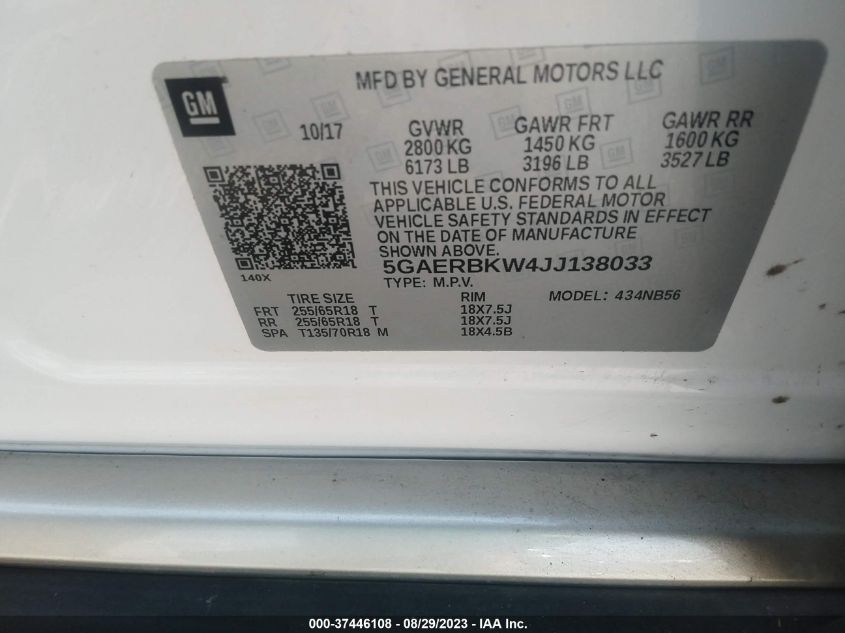 GM
MFD BY GENERAL MOTORS LLC
10/17
GVWR GAWR FRT GAWR RR
2800 KG 1450 KG 1600 KG
6173 LB 3196 LB 3527 LB
THIS VEHICLE CONFORMS TO ALL
APPLICABLE U.S. FEDERAL MOTOR
VEHICLE SAFETY STANDARDS IN EFFECT
ON THE DATE OF MANUFACTURE
SHOWN ABOVE.
140X
5GAERBKW4JJ138033
TYPE: M.P.V.
TIRE SIZE RIM MODEL: 434NB56
FRT 255/65R18 T 18X7.5J
RR 255/65R18 T 18X7.5J
SPA T135/70R18 M 18X4.5B
000-37446108 - 08/29/2023 - IAA Inc.